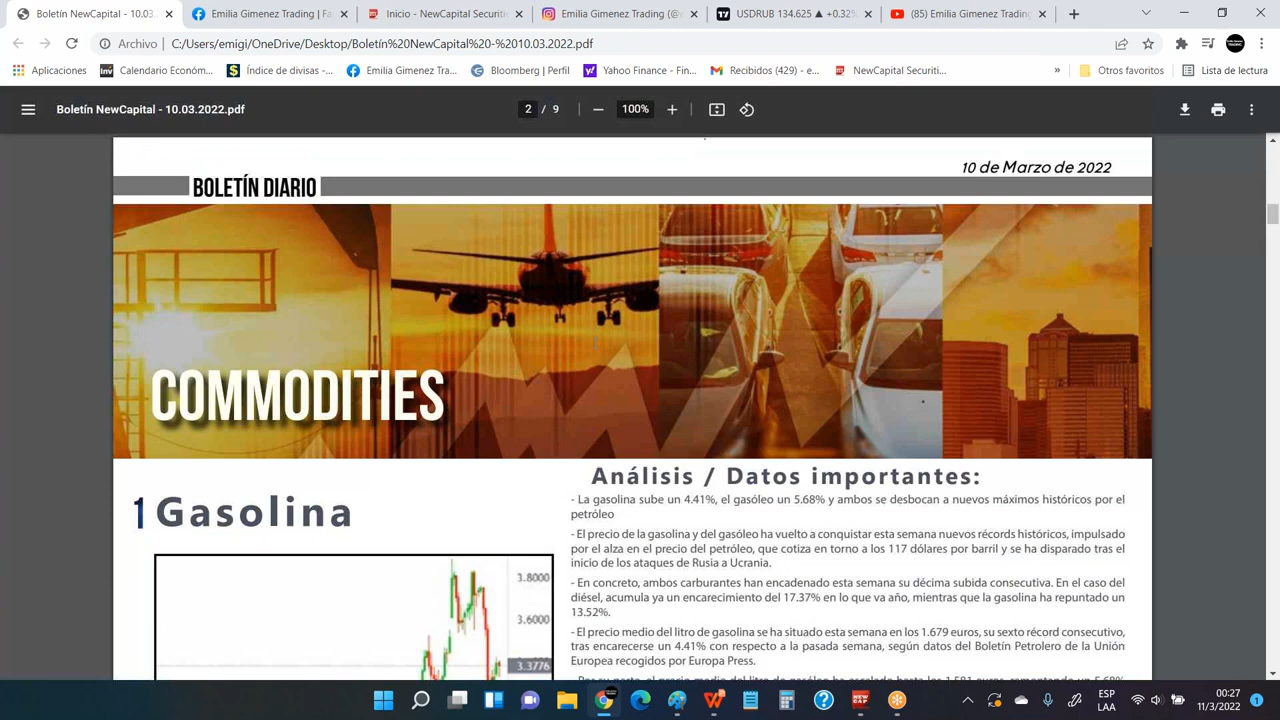 Boletín NewCapital - 10.03.
Emilia Gimenez Trading | Fa
Inicio - NewCapital Securiti
Emilia Gimenez Trading (@e
USDRUB 134.625 ▲ +0.32%
(85) Emilia Gimenez Trading
Archivo | C:/Users/emigi/OneDrive/Desktop/Boletín%20NewCapital%20-%2010.03.2022.pdf
Aplicaciones
Calendario Económ...
Índice de divisas -...
Emilia Gimenez Tra...
Bloomberg | Perfil
Yahoo Finance - Fin...
Recibidos (429) - e...
NewCapital Securiti...
» Otros favoritos
Lista de lectura
Boletín NewCapital - 10.03.2022.pdf
2 / 9
100%
10 de Marzo de 2022
BOLETÍN DIARIO
COMMODITIES
1 Gasolina
3.8000
3.6000
3.3776
Análisis / Datos importantes:
- La gasolina sube un 4.41%, el gasóleo un 5.68% y ambos se desbocan a nuevos máximos históricos por el
petróleo
- El precio de la gasolina y del gasóleo ha vuelto a conquistar esta semana nuevos récords históricos, impulsado
por el alza en el precio del petróleo, que cotiza en torno a los 117 dólares por barril y se ha disparado tras el
inicio de los ataques de Rusia a Ucrania.
- En concreto, ambos carburantes han encadenado esta semana su décima subida consecutiva. En el caso del
diésel, acumula ya un encarecimiento del 17.37% en lo que va año, mientras que la gasolina ha repuntado un
13.52%.
- El precio medio del litro de gasolina se ha situado esta semana en los 1.679 euros, su sexto récord consecutivo,
tras encarecerse un 4.41% con respecto a la pasada semana, según datos del Boletín Petrolero de la Unión
Europea recogidos por Europa Press.
ESP
LAA
00:27
11/3/2022